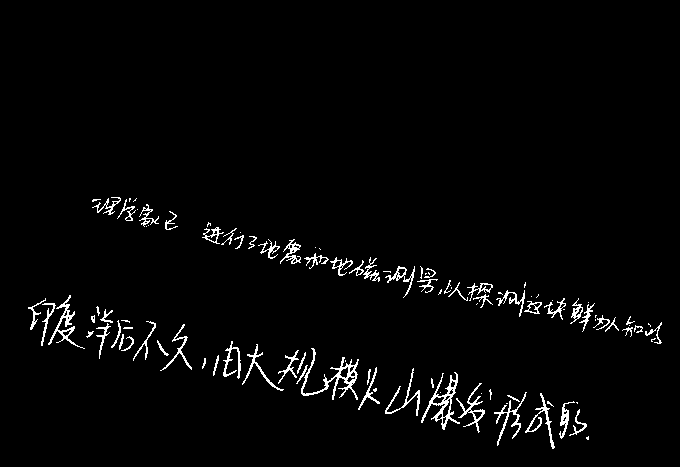 理学家已 进行了地震和地磁测量,以探测这块鲜为人知的
印度洋后不久,由大规模火山爆发形成的.